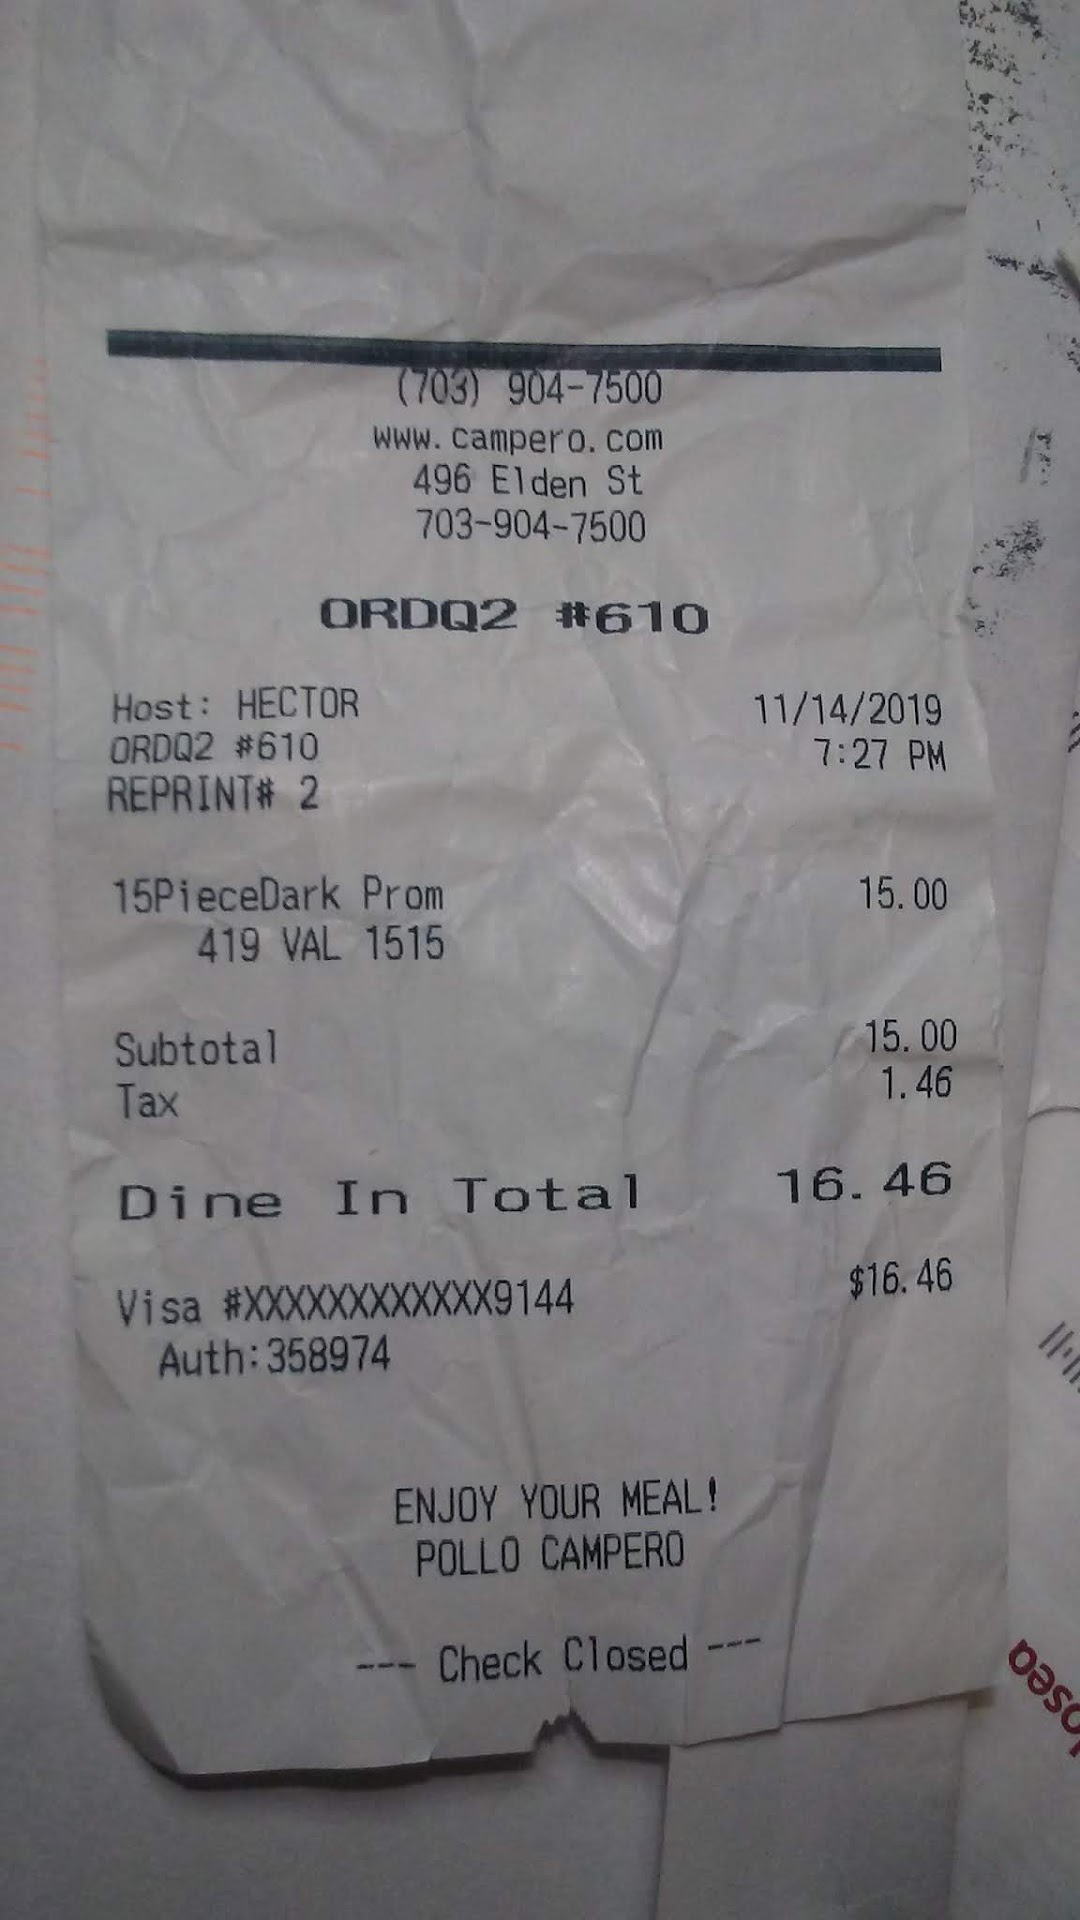 (703) 904-7500
www.campero.com
496 Elden St
703-904-7500
ORDQ2 #610
Host: HECTOR 11/14/2019
ORDQ2 #610 7:27 PM
REPRINT# 2
15PieceDark Prom 15.00
419 VAL 1515
Subtotal 15.00
Tax 1.46
Dine In Total 16.46
Visa #XXXXXXXXXXXX9144 $16.46
Auth:358974
ENJOY YOUR MEAL!
POLLO CAMPERO
--- Check Closed ---